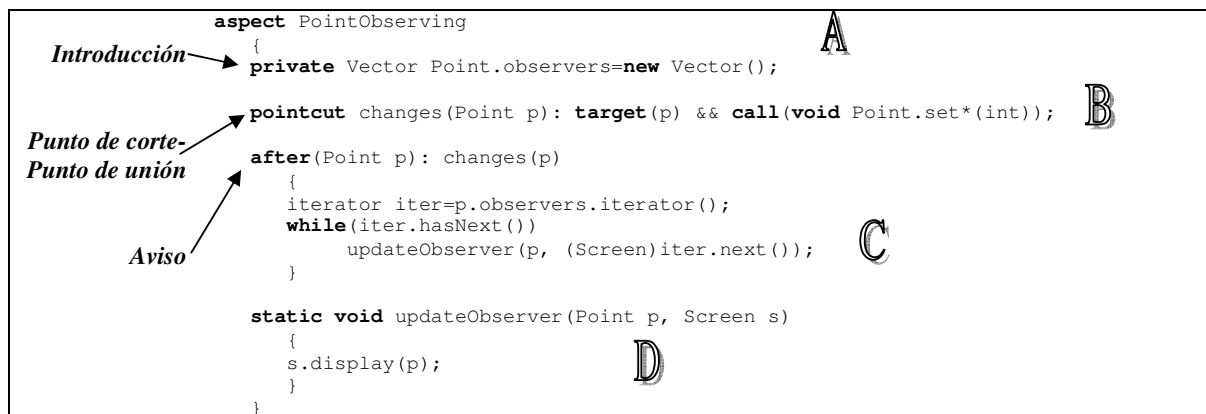 aspect PointObserving A
{
Introducción
private Vector Point.observers=new Vector();
pointcut changes(Point p): target(p) && call(void Point.set*(int)); B
Punto de corte-
Punto de unión
after(Point p): changes(p)
{
iterator iter=p.observers.iterator();
while(iter.hasNext())
updateObserver(p, (Screen)iter.next()); C
Aviso
}
static void updateObserver(Point p, Screen s)
{
s.display(p); D
}
}